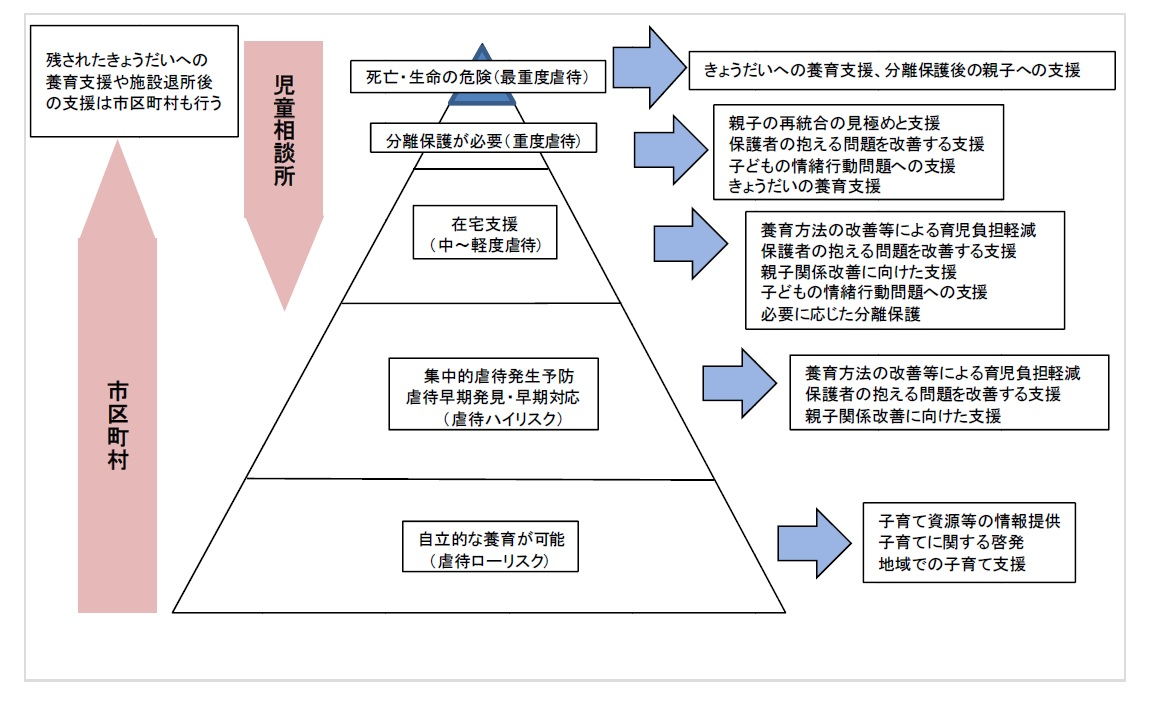 残されたきょうだいへの
養育支援や施設退所後
の支援は市区町村も行う
児童相談所
市区町村
死亡・生命の危険(最重度虐待)
きょうだいへの養育支援、分離保護後の親子への支援
分離保護が必要(重度虐待)
親子の再統合の見極めと支援
保護者の抱える問題を改善する支援
子どもの情緒行動問題への支援
きょうだいの養育支援
在宅支援
(中～軽度虐待)
養育方法の改善等による育児負担軽減
保護者の抱える問題を改善する支援
親子関係改善に向けた支援
子どもの情緒行動問題への支援
必要に応じた分離保護
集中的虐待発生予防
虐待早期発見・早期対応
(虐待ハイリスク)
養育方法の改善等による育児負担軽減
保護者の抱える問題を改善する支援
親子関係改善に向けた支援
自立的な養育が可能
(虐待ローリスク)
子育て資源等の情報提供
子育てに関する啓発
地域での子育て支援